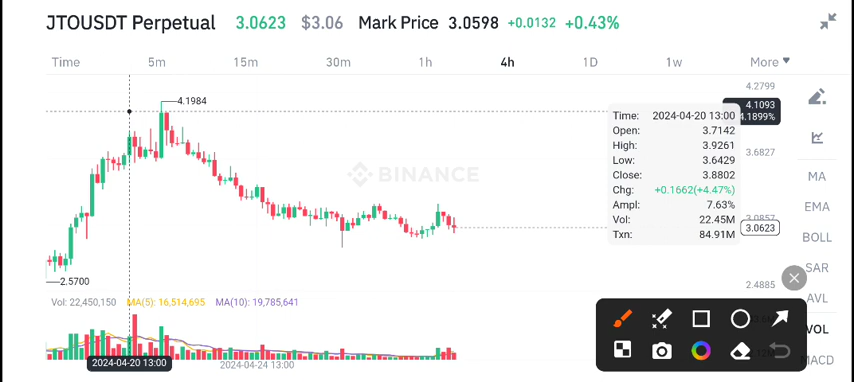 JTOUSDT Perpetual 3.0623 $3.06 Mark Price 3.0598 +0.0132 +0.43%
Time 5m 15m 30m 1h 4h 1D 1w More
4.2799
4.1984
4.1093
4.1899%
Time: 2024-04-20 13:00
Open: 3.7142
High: 3.9261
Low: 3.6429
Close: 3.8802
Chg: +0.1662(+4.47%)
Ampl: 7.63%
Vol: 22.45M
Txn: 84.91M
3.6827
BINANCE
MA
EMA
3.0857
3.0623
BOLL
SAR
2.5700
2.4885
AVL
Vol: 22,450,150 MA(5): 16,514,695 MA(10): 19,785,641
VOL
MACD
2024-04-20 13:00
2024-04-24 13:00